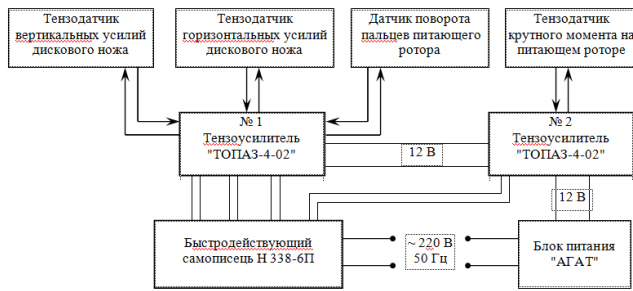 Тензодатчик
вертикальных усилий
дискового ножа
Тензодатчик
горизонтальных усилий
дискового ножа
Датчик поворота
пальцев питающего
ротора
Тензодатчик
крутного момента на
питающем роторе
№ 1
Тензоусилитель
"ТОПАЗ-4-02"
12 В
№ 2
Тензоусилитель
"ТОПАЗ-4-02"
12 В
Быстродействующий
самописець Н 338-6П
~ 220 В
50 Гц
Блок питания
"АГАТ"